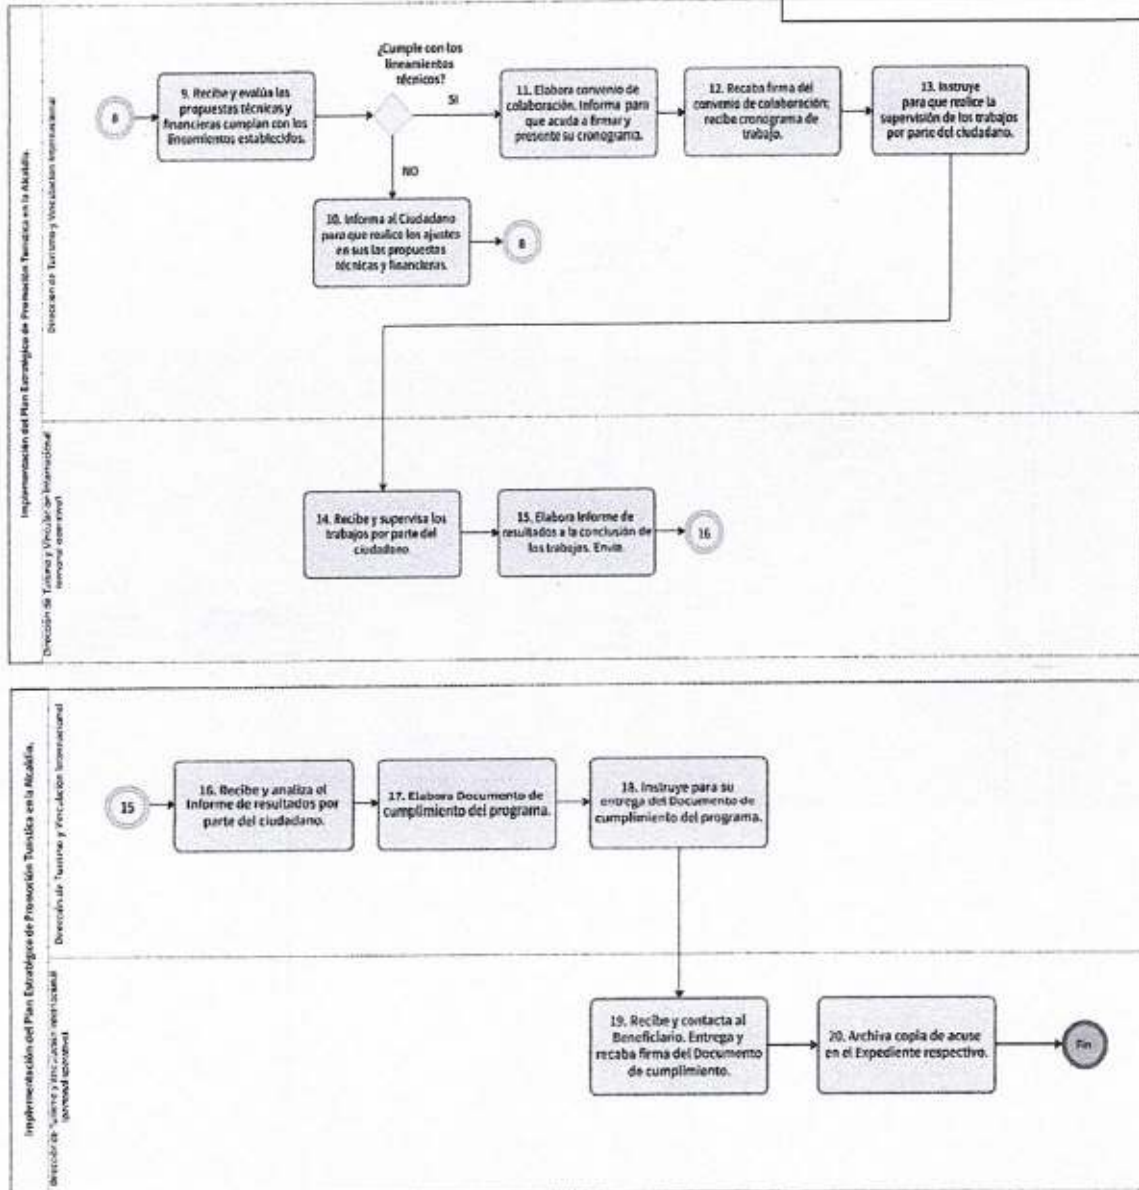 Implementación del Plan Estratégico de Promoción Turística en la Alcaldía.
Dirección de Turismo y Vinculación Internacional
8
9. Recibe y evalúa las
propuestas técnicas y
financieras cumplan con los
lineamientos establecidos.
¿Cumple con los
lineamientos
técnicos?
SI
NO
10. Informa al Ciudadano
para que realice los ajustes
en sus las propuestas
técnicas y financieras.
8
11. Elabora convenio de
colaboración. Informa para
que acuda a firmar y
presente su cronograma.
12. Recaba firma del
convenio de colaboración;
recibe cronograma de
trabajo.
13. Instruye
para que realice la
supervisión de los trabajos
por parte del ciudadano.
Dirección de Turismo y Vinculación Internacional
(personal operativo)
14. Recibe y supervisa los
trabajos por parte del
ciudadano
15. Elabora Informe de
resultados a la conclusión de
los trabajos. Envía.
16
Implementación del Plan Estratégico de Promoción Turística en la Alcaldía.
Dirección de Turismo y Vinculación Internacional
15
16. Recibe y analiza el
Informe de resultados por
parte del ciudadano.
17. Elabora Documento de
cumplimiento del programa.
18. Instruye para su
entrega del Documento de
cumplimiento del programa.
Dirección de Turismo y Vinculación Internacional
(personal operativo)
19. Recibe y contacta al
Beneficiario. Entrega y
recaba firma del Documento
de cumplimiento.
20. Archiva copia de acuse
en el Expediente respectivo.
Fin